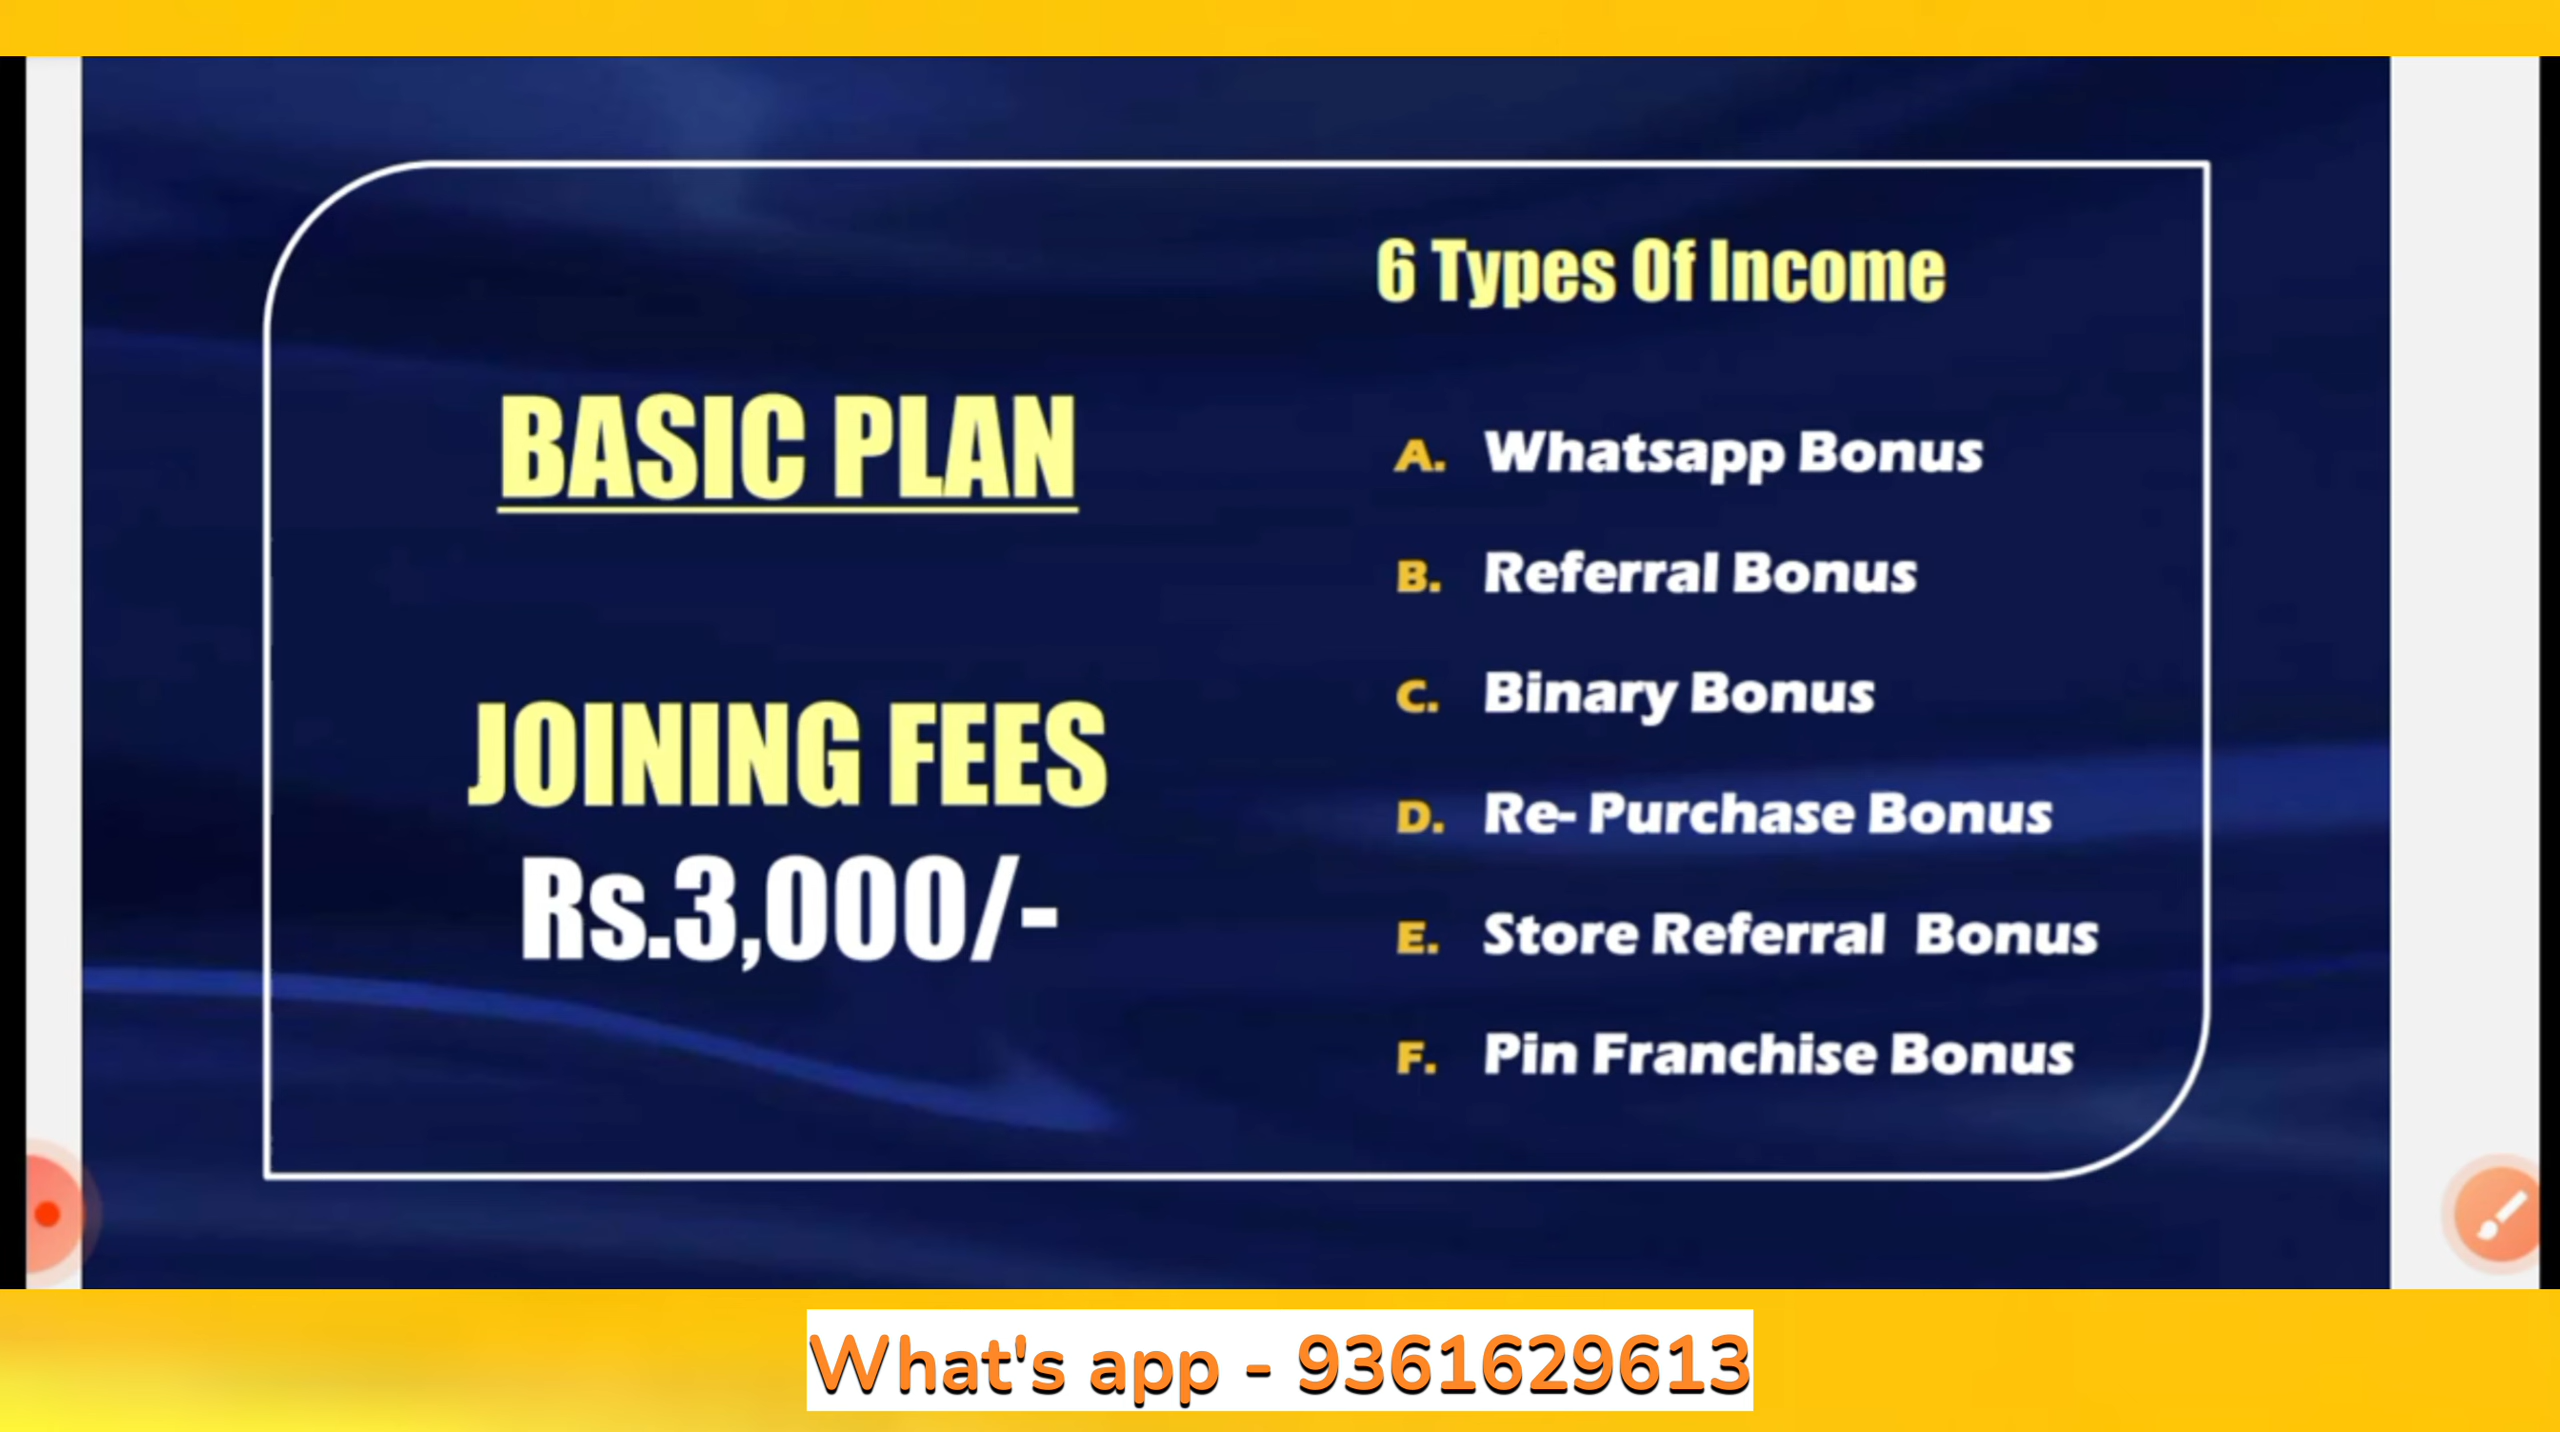 BASIC PLAN
JOINING FEES
Rs.3,000/-
6 Types Of Income
A. Whatsapp Bonus
B. Referral Bonus
C. Binary Bonus
D. Re- Purchase Bonus
E. Store Referral Bonus
F. Pin Franchise Bonus
What's app - 9361629613